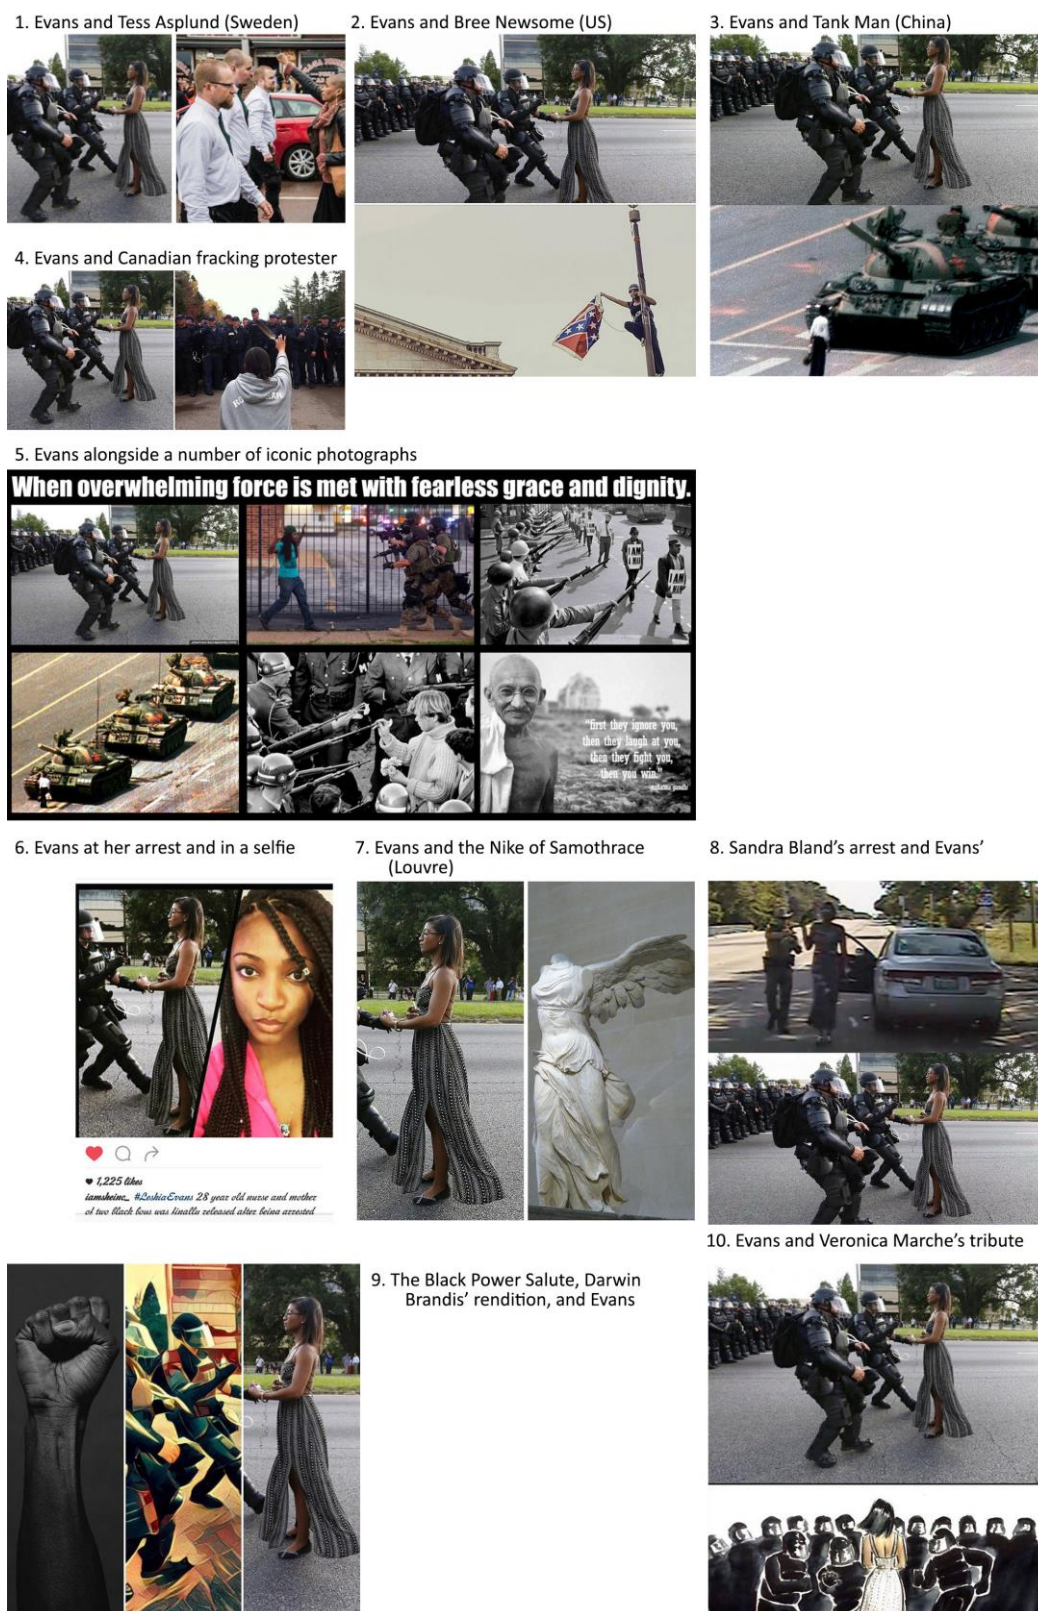 1. Evans and Tess Asplund (Sweden)
2. Evans and Bree Newsome (US)
3. Evans and Tank Man (China)
4. Evans and Canadian fracking protester
5. Evans alongside a number of iconic photographs
When overwhelming force is met with fearless grace and dignity.
I AM
I AM
"first they ignore you,
then they laugh at you,
then they fight you,
then you win."
6. Evans at her arrest and in a selfie
1,225 likes
iamsheinc_ #LeshiaEvans 28 year old nurse and mother
of two black boys was finally released after being arrested
7. Evans and the Nike of Samothrace
(Louvre)
8. Sandra Bland's arrest and Evans'
9. The Black Power Salute, Darwin
Brandis' rendition, and Evans
10. Evans and Veronica Marche's tribute